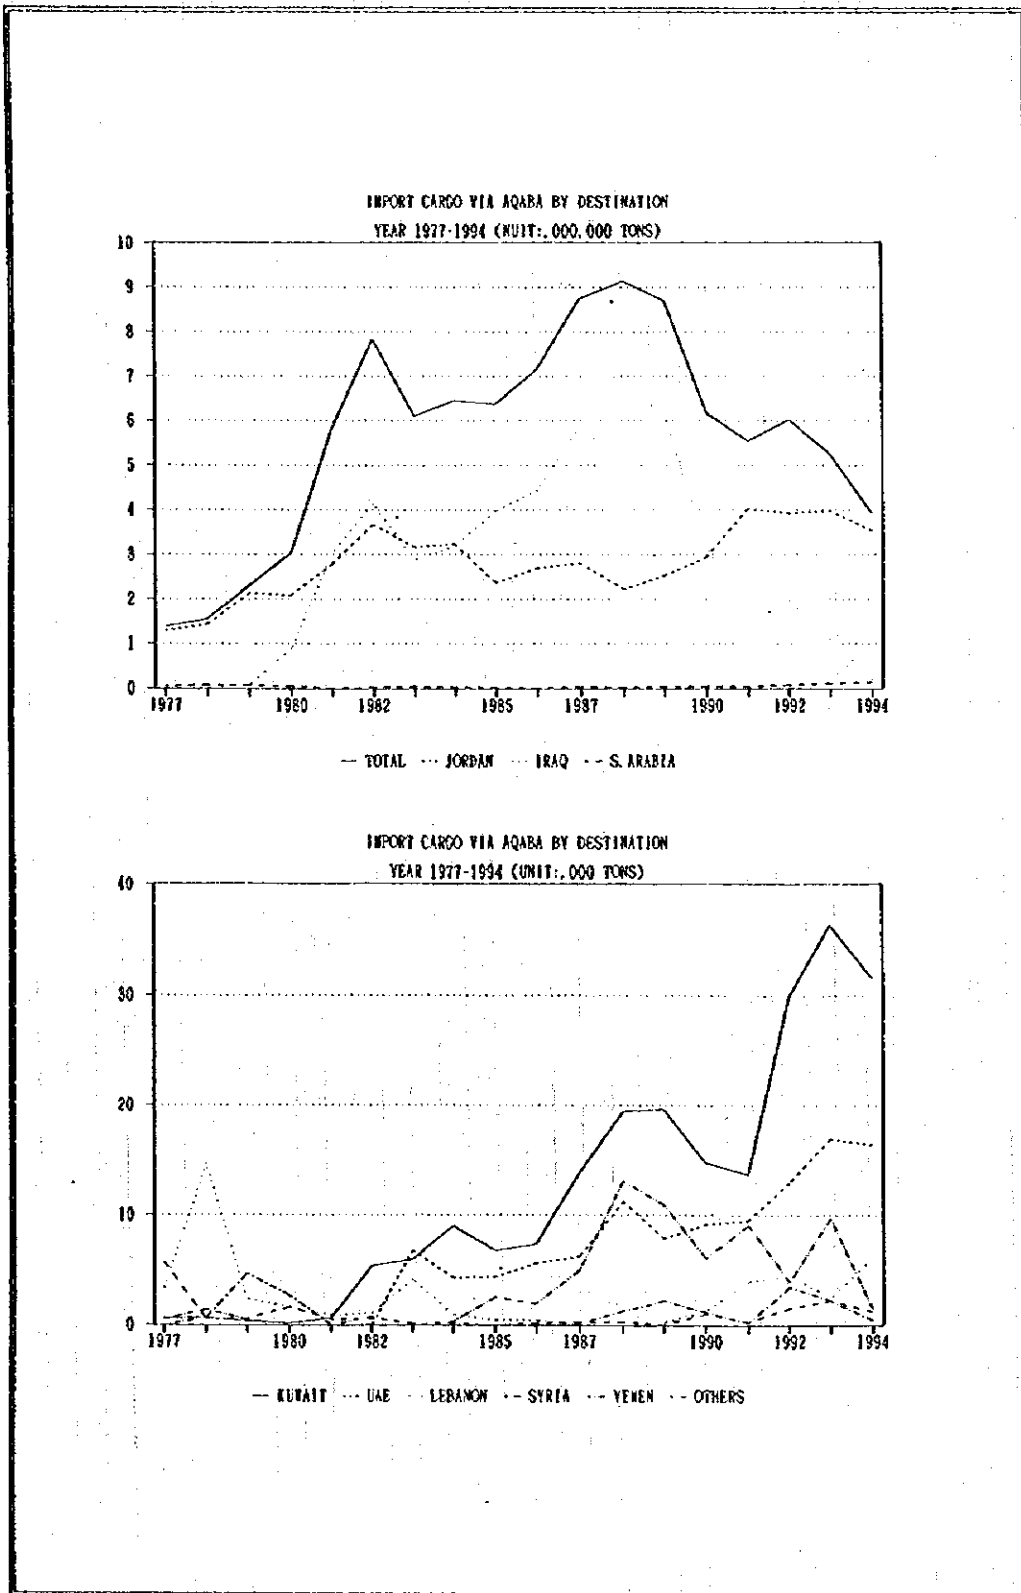 IMPORT CARGO VIA AQABA BY DESTINATION
YEAR 1977-1994 (NUIT:.000.000 TONS)
10
9
8
7
6
5
4
3
2
1
0
1977 1980 1982 1985 1987 1990 1992 1994
— TOTAL ··· JORDAN ··· IRAQ -- S. ARABIA
IMPORT CARGO VIA AQABA BY DESTINATION
YEAR 1977-1994 (UNIT:.000 TONS)
40
30
20
10
0
1977 1980 1982 1985 1987 1990 1992 1994
— KUWAIT ··· UAE ·· LEBANON ·- SYRIA ·- YEMEN -- OTHERS